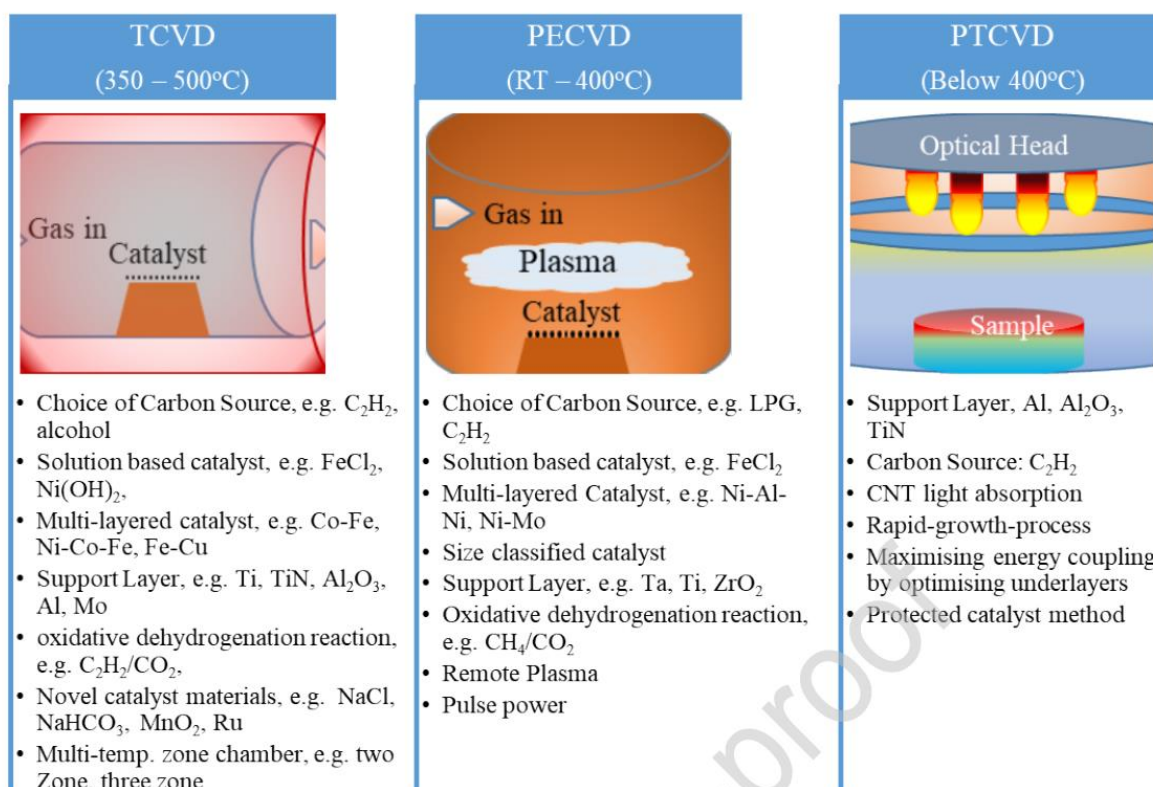 TCVD
(350 – 500°C)
Gas in
Catalyst
• Choice of Carbon Source, e.g. C₂H₂,
alcohol
• Solution based catalyst, e.g. FeCl₂,
Ni(OH)₂,
• Multi-layered catalyst, e.g. Co-Fe,
Ni-Co-Fe, Fe-Cu
• Support Layer, e.g. Ti, TiN, Al₂O₃,
Al, Mo
• oxidative dehydrogenation reaction,
e.g. C₂H₂/CO₂,
• Novel catalyst materials, e.g. NaCl,
NaHCO₃, MnO₂, Ru
• Multi-temp. zone chamber, e.g. two
Zone, three zone
PECVD
(RT – 400°C)
Gas in
Plasma
Catalyst
• Choice of Carbon Source, e.g. LPG,
C₂H₂
• Solution based catalyst, e.g. FeCl₂
• Multi-layered Catalyst, e.g. Ni-Al-
Ni, Ni-Mo
• Size classified catalyst
• Support Layer, e.g. Ta, Ti, ZrO₂
• Oxidative dehydrogenation reaction,
e.g. CH₄/CO₂
• Remote Plasma
• Pulse power
PTCVD
(Below 400°C)
Optical Head
Sample
• Support Layer, Al, Al₂O₃,
TiN
• Carbon Source: C₂H₂
• CNT light absorption
• Rapid-growth-process
• Maximising energy coupling
by optimising underlayers
• Protected catalyst method
proof